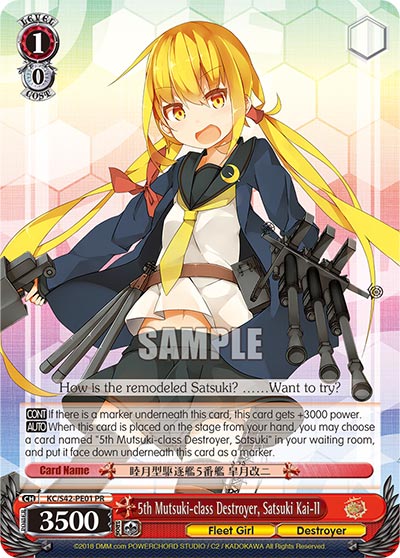 LEVEL
1
0
COST
SAMPLE
How is the remodeled Satsuki? ……Want to try?
CONT If there is a marker underneath this card, this card gets +3000 power.
AUTO When this card is placed on the stage from your hand, you may choose
a card named "5th Mutsuki-class Destroyer, Satsuki" in your waiting room,
and put it face down underneath this card as a marker.
Card Name 睦月型駆逐艦5番艦 皐月改二
CH KC/S42-PE01 PR
5th Mutsuki-class Destroyer, Satsuki Kai-II
POWER 3500
Fleet Girl Destroyer
©2018 DMM.com POWERCHORD STUDIO / C2 / KADOKAWA All Rights Reserved.